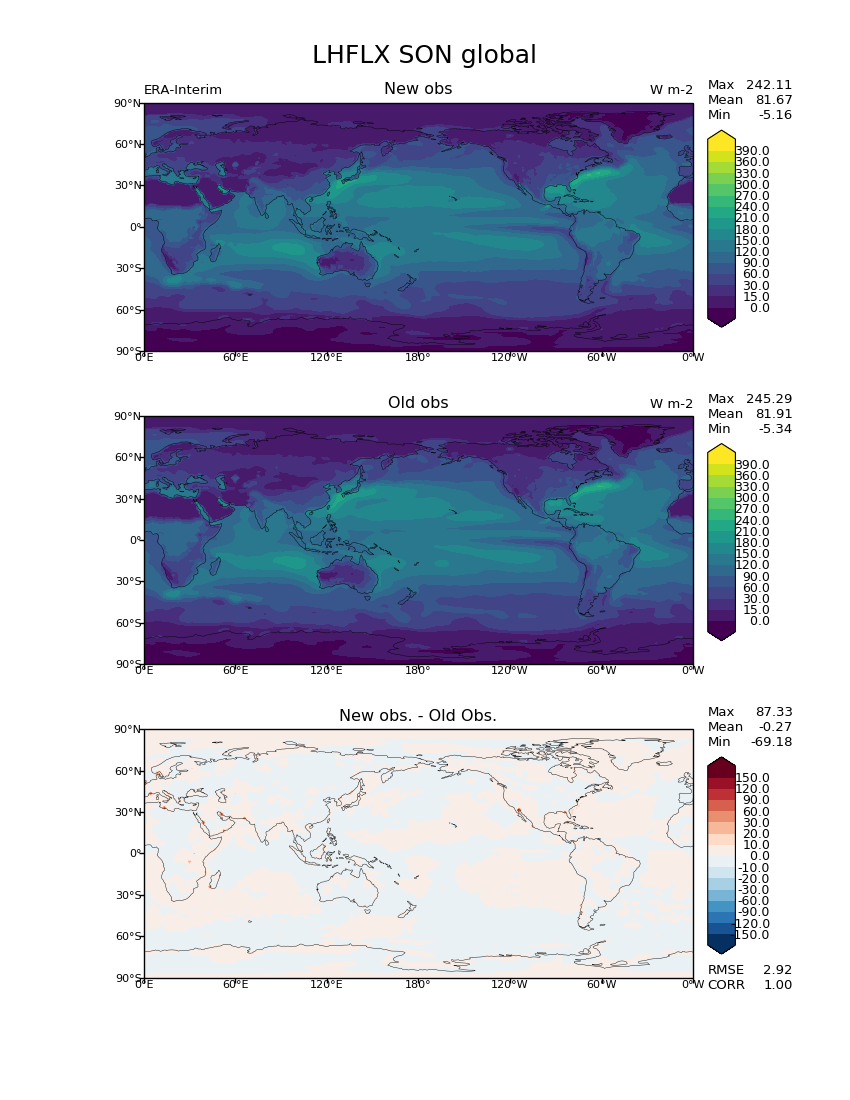 LHFLX SON global
ERA-Interim New obs W m-2
Max 242.11
Mean 81.67
Min -5.16
90°N
60°N
30°N
0°
30°S
60°S
90°S
0°E 60°E 120°E 180° 120°W 60°W 0°W
390.0
360.0
330.0
300.0
270.0
240.0
210.0
180.0
150.0
120.0
90.0
60.0
30.0
15.0
0.0
Old obs W m-2
Max 245.29
Mean 81.91
Min -5.34
90°N
60°N
30°N
0°
30°S
60°S
90°S
0°E 60°E 120°E 180° 120°W 60°W 0°W
390.0
360.0
330.0
300.0
270.0
240.0
210.0
180.0
150.0
120.0
90.0
60.0
30.0
15.0
0.0
New obs. - Old Obs.
Max 87.33
Mean -0.27
Min -69.18
90°N
60°N
30°N
0°
30°S
60°S
90°S
0°E 60°E 120°E 180° 120°W 60°W 0°W
150.0
120.0
90.0
60.0
30.0
20.0
10.0
0.0
-10.0
-20.0
-30.0
-60.0
-90.0
-120.0
-150.0
RMSE 2.92
CORR 1.00